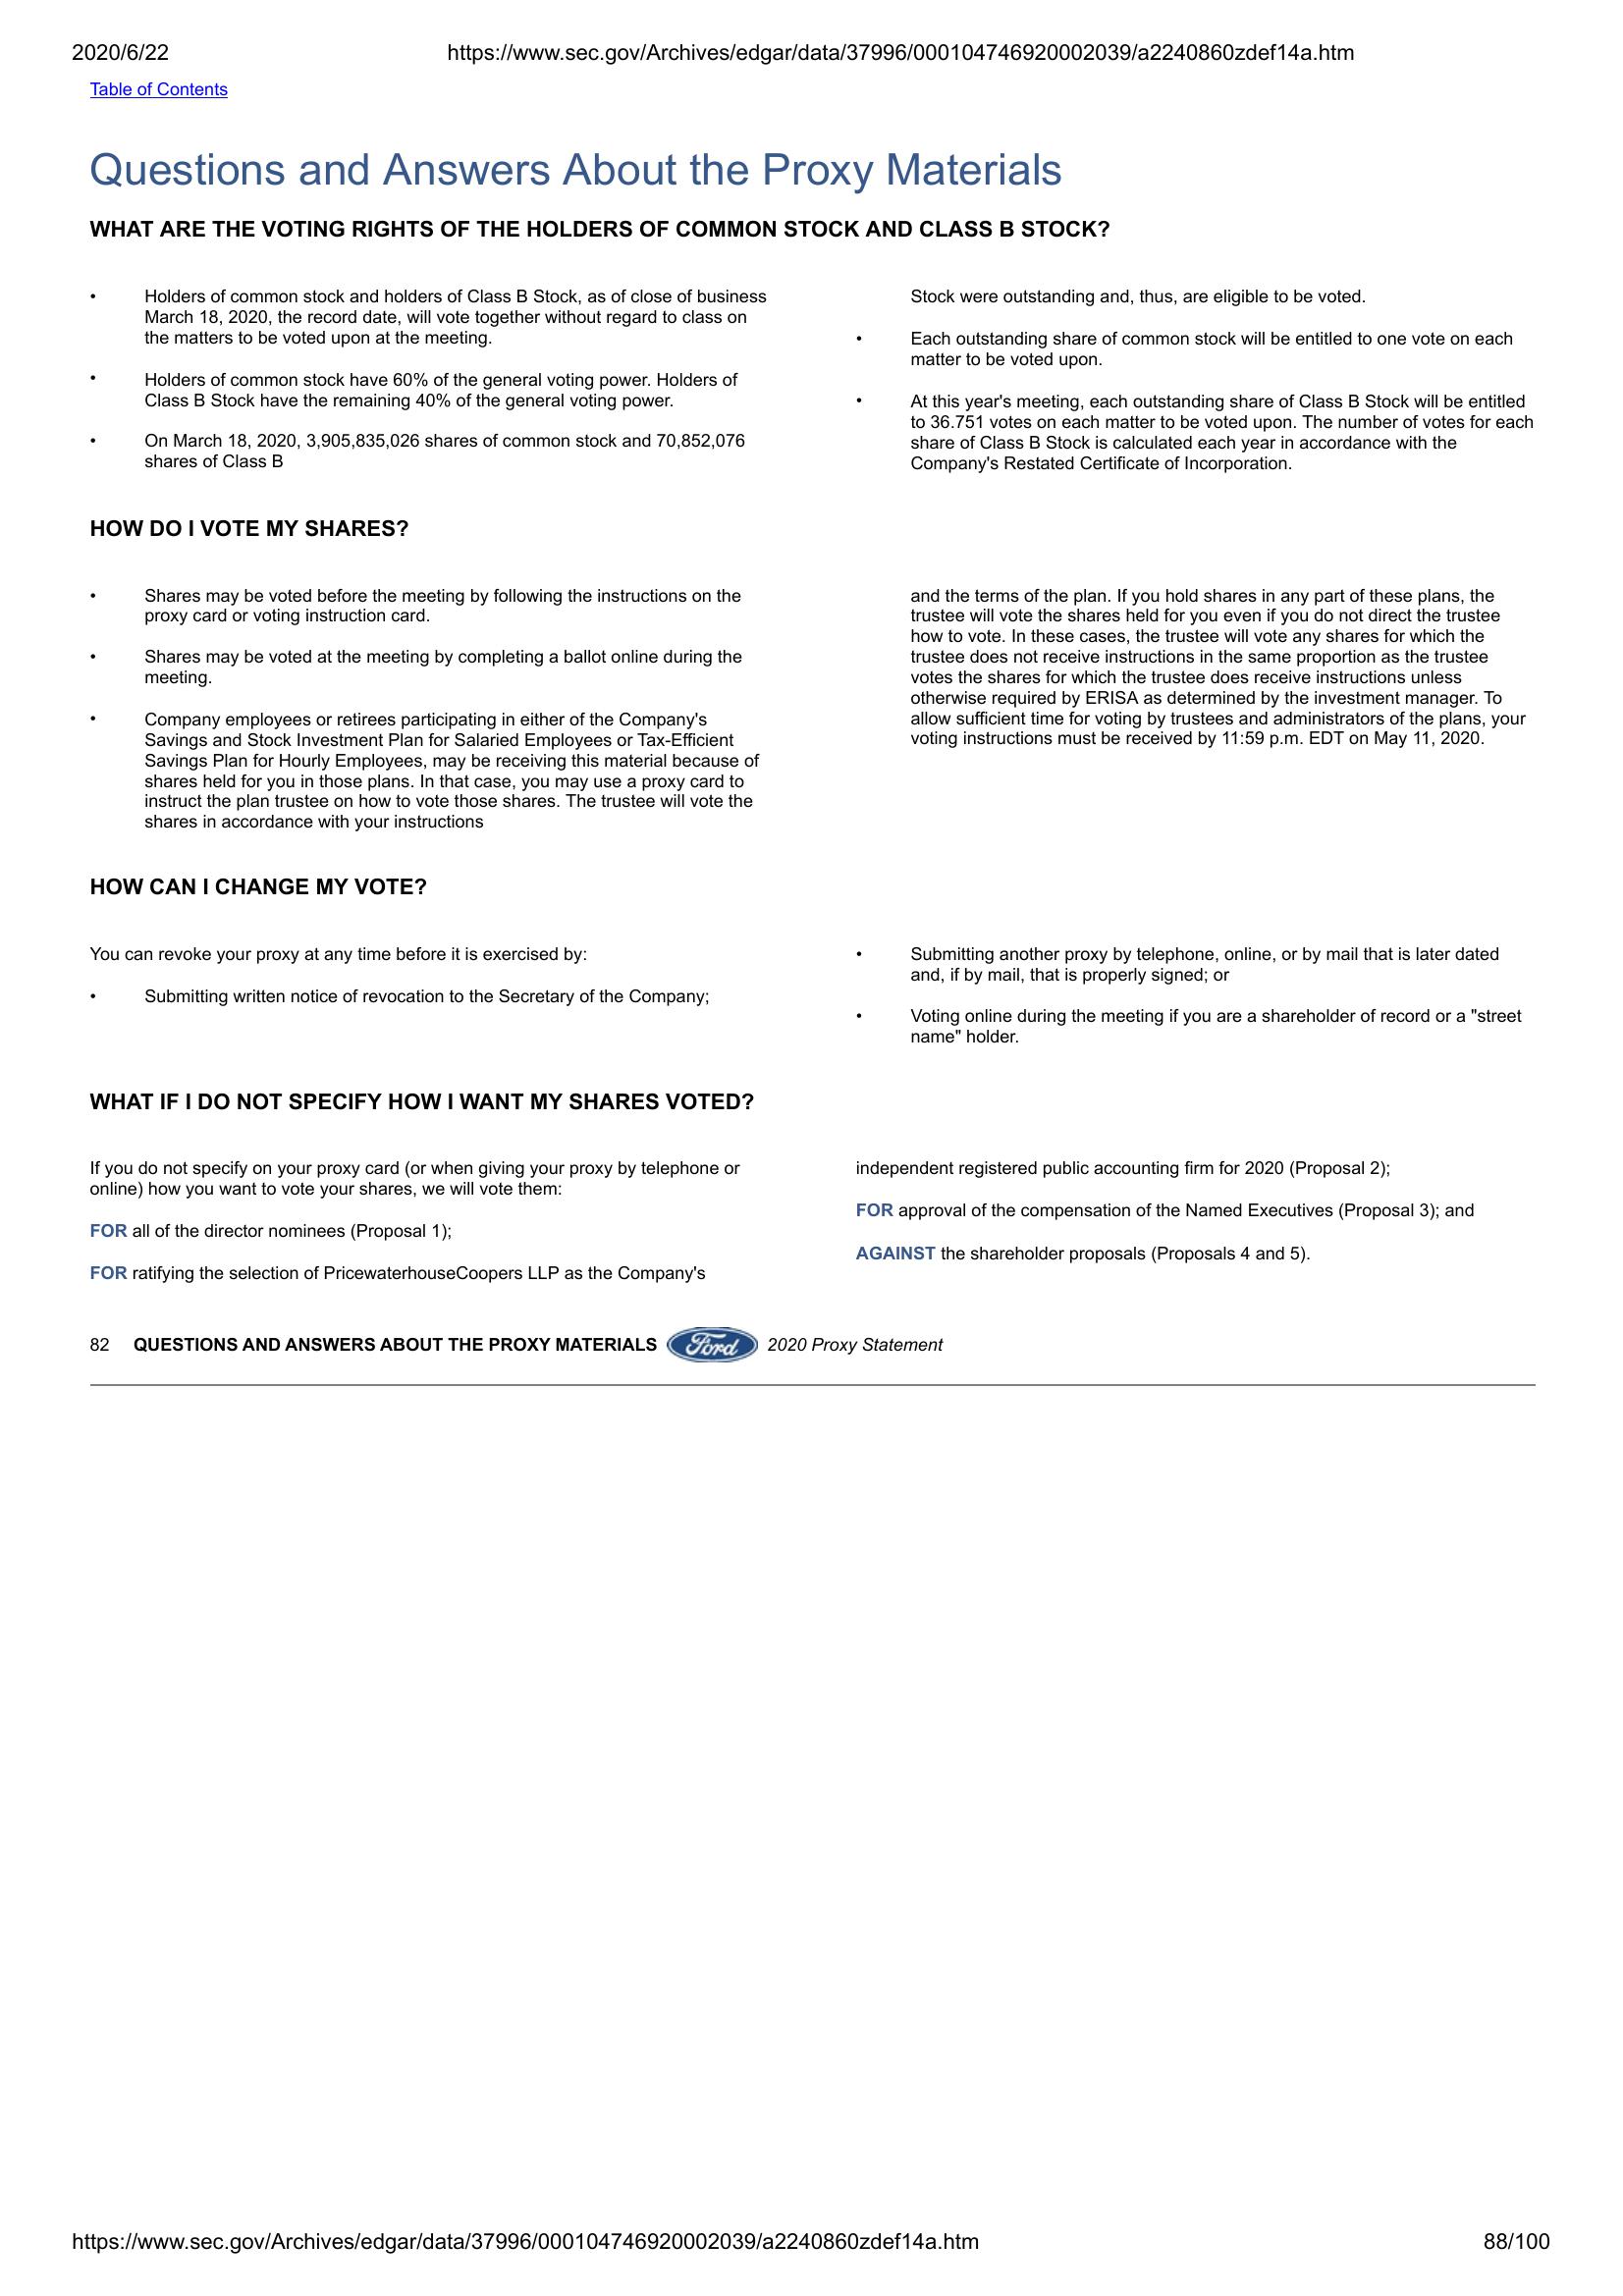 2020/6/22
https://www.sec.gov/Archives/edgar/data/37996/000104746920002039/a2240860zdef14a.htm
Table of Contents
Questions and Answers About the Proxy Materials
WHAT ARE THE VOTING RIGHTS OF THE HOLDERS OF COMMON STOCK AND CLASS B STOCK?
• Holders of common stock and holders of Class B Stock, as of close of business
March 18, 2020, the record date, will vote together without regard to class on
the matters to be voted upon at the meeting.
• Holders of common stock have 60% of the general voting power. Holders of
Class B Stock have the remaining 40% of the general voting power.
• On March 18, 2020, 3,905,835,026 shares of common stock and 70,852,076
shares of Class B
Stock were outstanding and, thus, are eligible to be voted.
• Each outstanding share of common stock will be entitled to one vote on each
matter to be voted upon.
• At this year's meeting, each outstanding share of Class B Stock will be entitled
to 36.751 votes on each matter to be voted upon. The number of votes for each
share of Class B Stock is calculated each year in accordance with the
Company's Restated Certificate of Incorporation.
HOW DO I VOTE MY SHARES?
• Shares may be voted before the meeting by following the instructions on the
proxy card or voting instruction card.
• Shares may be voted at the meeting by completing a ballot online during the
meeting.
• Company employees or retirees participating in either of the Company's
Savings and Stock Investment Plan for Salaried Employees or Tax-Efficient
Savings Plan for Hourly Employees, may be receiving this material because of
shares held for you in those plans. In that case, you may use a proxy card to
instruct the plan trustee on how to vote those shares. The trustee will vote the
shares in accordance with your instructions
and the terms of the plan. If you hold shares in any part of these plans, the
trustee will vote the shares held for you even if you do not direct the trustee
how to vote. In these cases, the trustee will vote any shares for which the
trustee does not receive instructions in the same proportion as the trustee
votes the shares for which the trustee does receive instructions unless
otherwise required by ERISA as determined by the investment manager. To
allow sufficient time for voting by trustees and administrators of the plans, your
voting instructions must be received by 11:59 p.m. EDT on May 11, 2020.
HOW CAN I CHANGE MY VOTE?
You can revoke your proxy at any time before it is exercised by:
• Submitting written notice of revocation to the Secretary of the Company;
• Submitting another proxy by telephone, online, or by mail that is later dated
and, if by mail, that is properly signed; or
• Voting online during the meeting if you are a shareholder of record or a "street
name" holder.
WHAT IF I DO NOT SPECIFY HOW I WANT MY SHARES VOTED?
If you do not specify on your proxy card (or when giving your proxy by telephone or
online) how you want to vote your shares, we will vote them:
FOR all of the director nominees (Proposal 1);
FOR ratifying the selection of PricewaterhouseCoopers LLP as the Company's
independent registered public accounting firm for 2020 (Proposal 2);
FOR approval of the compensation of the Named Executives (Proposal 3); and
AGAINST the shareholder proposals (Proposals 4 and 5).
82 QUESTIONS AND ANSWERS ABOUT THE PROXY MATERIALS Ford 2020 Proxy Statement
https://www.sec.gov/Archives/edgar/data/37996/000104746920002039/a2240860zdef14a.htm
88/100